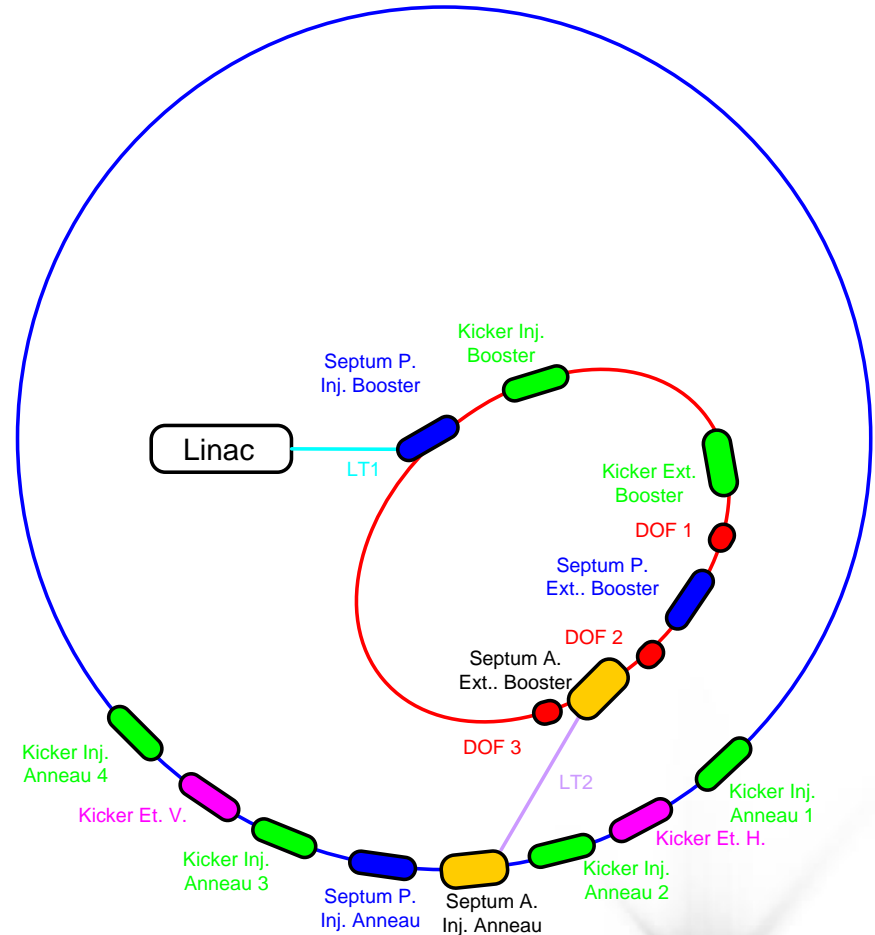 Kicker Inj.
Booster
Septum P.
Inj. Booster
Linac
LT1
Kicker Ext.
Booster
DOF 1
Septum P.
Ext.. Booster
DOF 2
Septum A.
Ext.. Booster
DOF 3
LT2
Kicker Inj.
Anneau 4
Kicker Et. V.
Kicker Inj.
Anneau 3
Septum P.
Inj. Anneau
Septum A.
Inj. Anneau
Kicker Inj.
Anneau 2
Kicker Et. H.
Kicker Inj.
Anneau 1